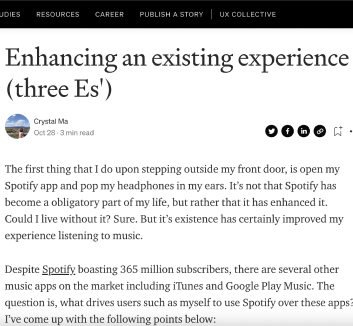 UDIES RESOURCES CAREER PUBLISH A STORY UX COLLECTIVE
Enhancing an existing experience
(three Es')
Crystal Ma
Oct 28 · 3 min read
The first thing that I do upon stepping outside my front door, is open my
Spotify app and pop my headphones in my ears. It's not that Spotify has
become a obligatory part of my life, but rather that it has enhanced it.
Could I live without it? Sure. But it's existence has certainly improved my
experience listening to music.
Despite Spotify boasting 365 million subscribers, there are several other
music apps on the market including iTunes and Google Play Music. The
question is, what drives users such as myself to use Spotify over these apps?
I've come up with the following points below: